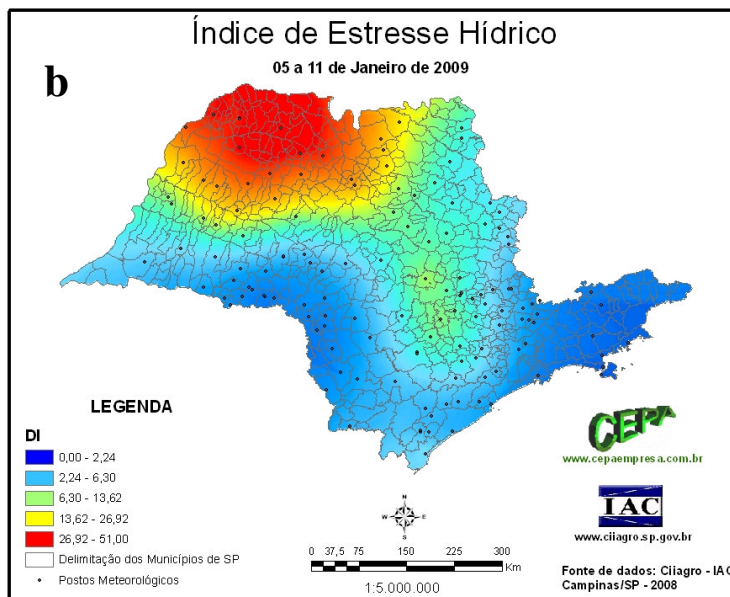 Índice de Estresse Hídrico
05 a 11 de Janeiro de 2009
b
LEGENDA
DI
0,00 - 2,24
2,24 - 6,30
6,30 - 13,62
13,62 - 26,92
26,92 - 51,00
Delimitação dos Municípios de SP
Postos Meteorológicos
N
W E
S
0 37,5 75 150 225 300
Km
1:5.000.000
CEPA
www.cepaempresa.com.br
IAC
www.ciiagro.sp.gov.br
Fonte de dados: Ciiagro - IAC
Campinas/SP - 2008